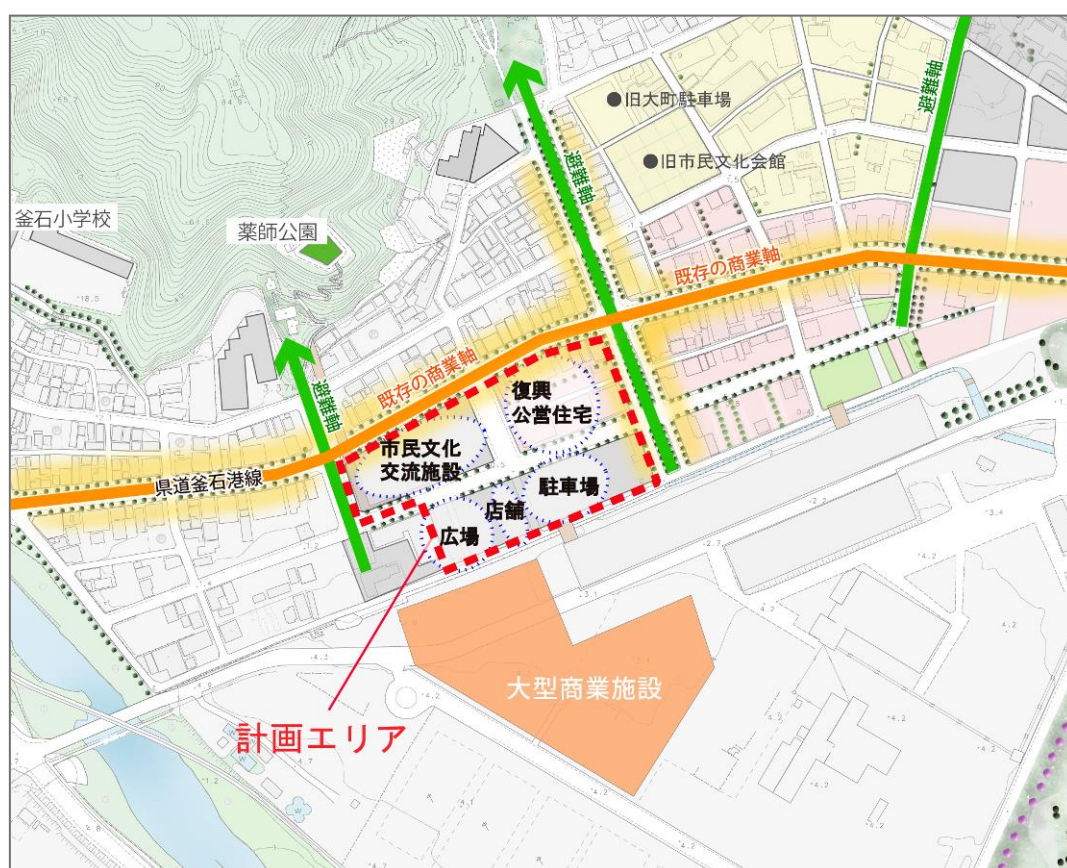 避難軸
●旧大町駐車場
避難軸
●旧市民文化会館
釜石小学校
薬師公園
既存の商業軸
避難軸
既存の商業軸
復興
公営住宅
市民文化
交流施設
県道釜石港線
駐車場
店舗
広場
大型商業施設
計画エリア